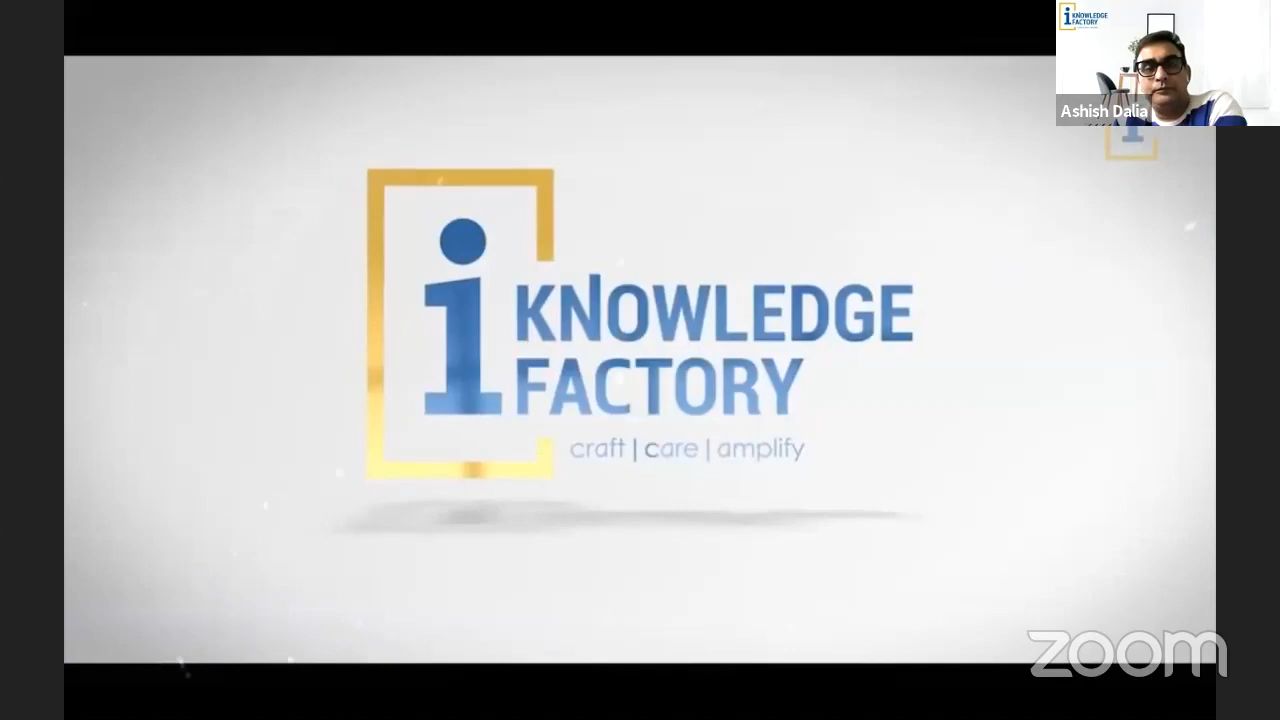 i KNOWLEDGE
FACTORY
Ashish Dalia
i
i KNOWLEDGE
FACTORY
craft | care | amplify
zoom